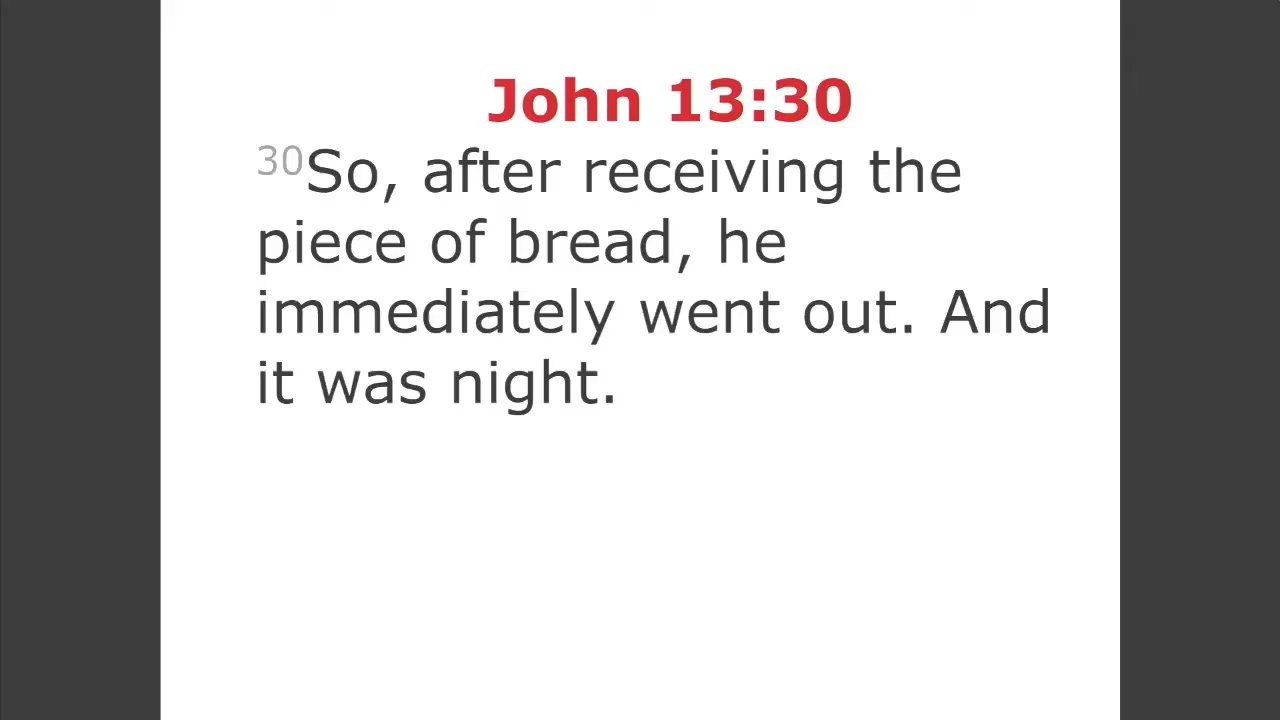 John 13:30
30So, after receiving the
piece of bread, he
immediately went out. And
it was night.